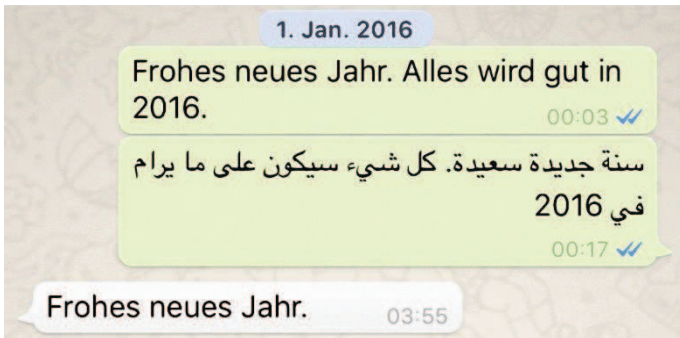 1. Jan. 2016
Frohes neues Jahr. Alles wird gut in
2016.
00:03
سنة جديدة سعيدة. كل شيء سيكون على ما يرام
في 2016
00:17
Frohes neues Jahr.
03:55